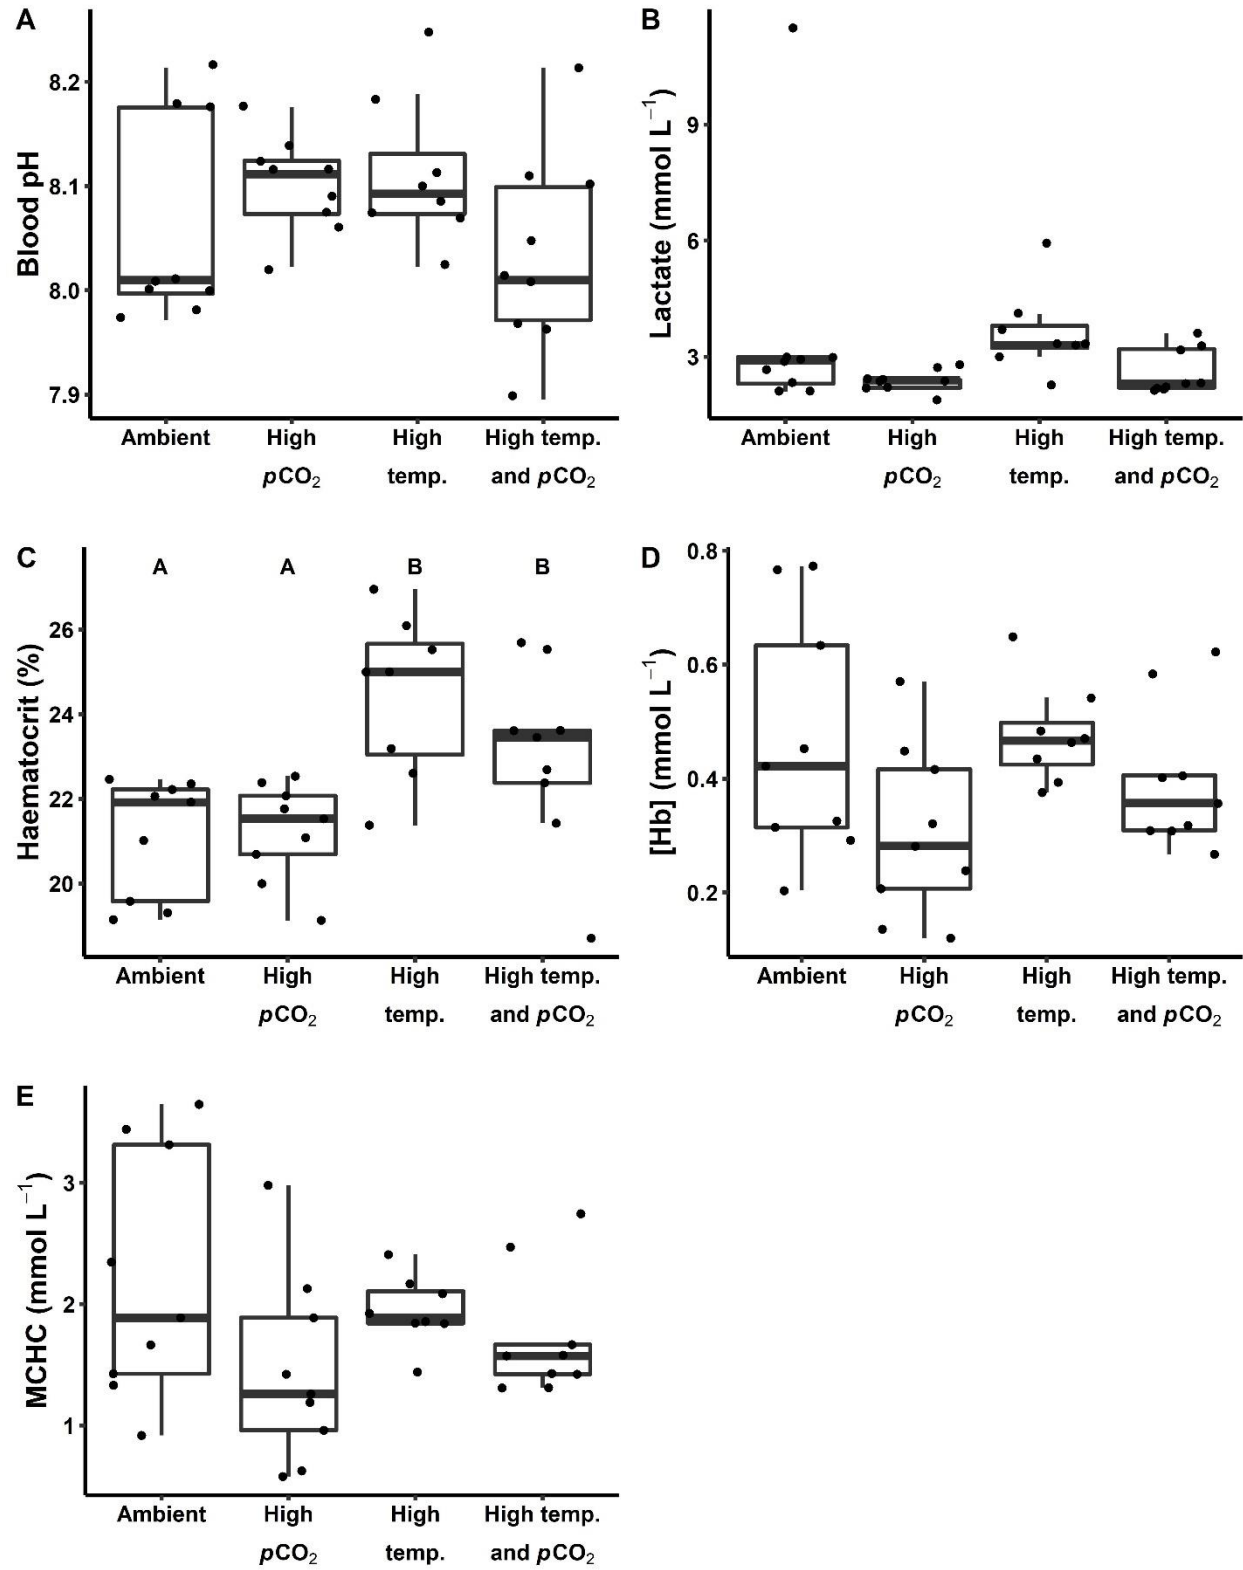 A
Blood pH
8.2
8.1
8.0
7.9
Ambient High High High temp.
pCO₂ temp. and pCO₂
B
Lactate (mmol L⁻¹)
9
6
3
Ambient High High High temp.
pCO₂ temp. and pCO₂
C
A A B B
Haematocrit (%)
26
24
22
20
Ambient High High High temp.
pCO₂ temp. and pCO₂
D
[Hb] (mmol L⁻¹)
0.8
0.6
0.4
0.2
Ambient High High High temp.
pCO₂ temp. and pCO₂
E
MCHC (mmol L⁻¹)
3
2
1
Ambient High High High temp.
pCO₂ temp. and pCO₂